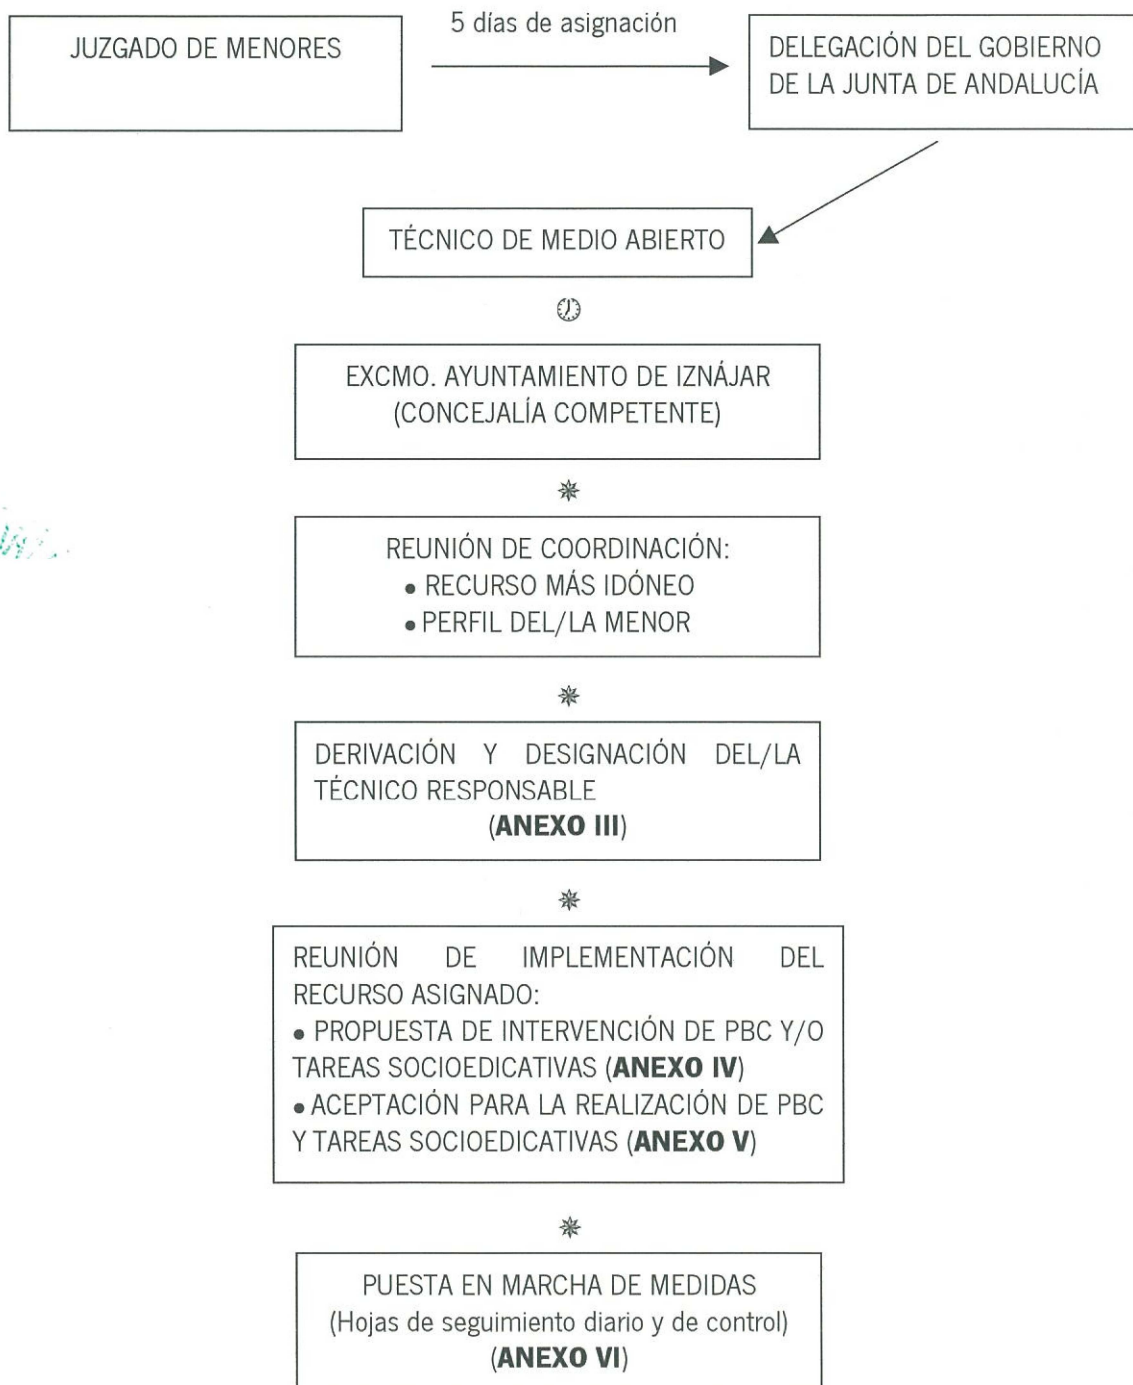 JUZGADO DE MENORES
5 días de asignación
DELEGACIÓN DEL GOBIERNO
DE LA JUNTA DE ANDALUCÍA
TÉCNICO DE MEDIO ABIERTO
EXCMO. AYUNTAMIENTO DE IZNÁJAR
(CONCEJALÍA COMPETENTE)
REUNIÓN DE COORDINACIÓN:
• RECURSO MÁS IDÓNEO
• PERFIL DEL/LA MENOR
DERIVACIÓN Y DESIGNACIÓN DEL/LA
TÉCNICO RESPONSABLE
(ANEXO III)
REUNIÓN DE IMPLEMENTACIÓN DEL
RECURSO ASIGNADO:
• PROPUESTA DE INTERVENCIÓN DE PBC Y/O
TAREAS SOCIOEDICATIVAS (ANEXO IV)
• ACEPTACIÓN PARA LA REALIZACIÓN DE PBC
Y TAREAS SOCIOEDICATIVAS (ANEXO V)
PUESTA EN MARCHA DE MEDIDAS
(Hojas de seguimiento diario y de control)
(ANEXO VI)